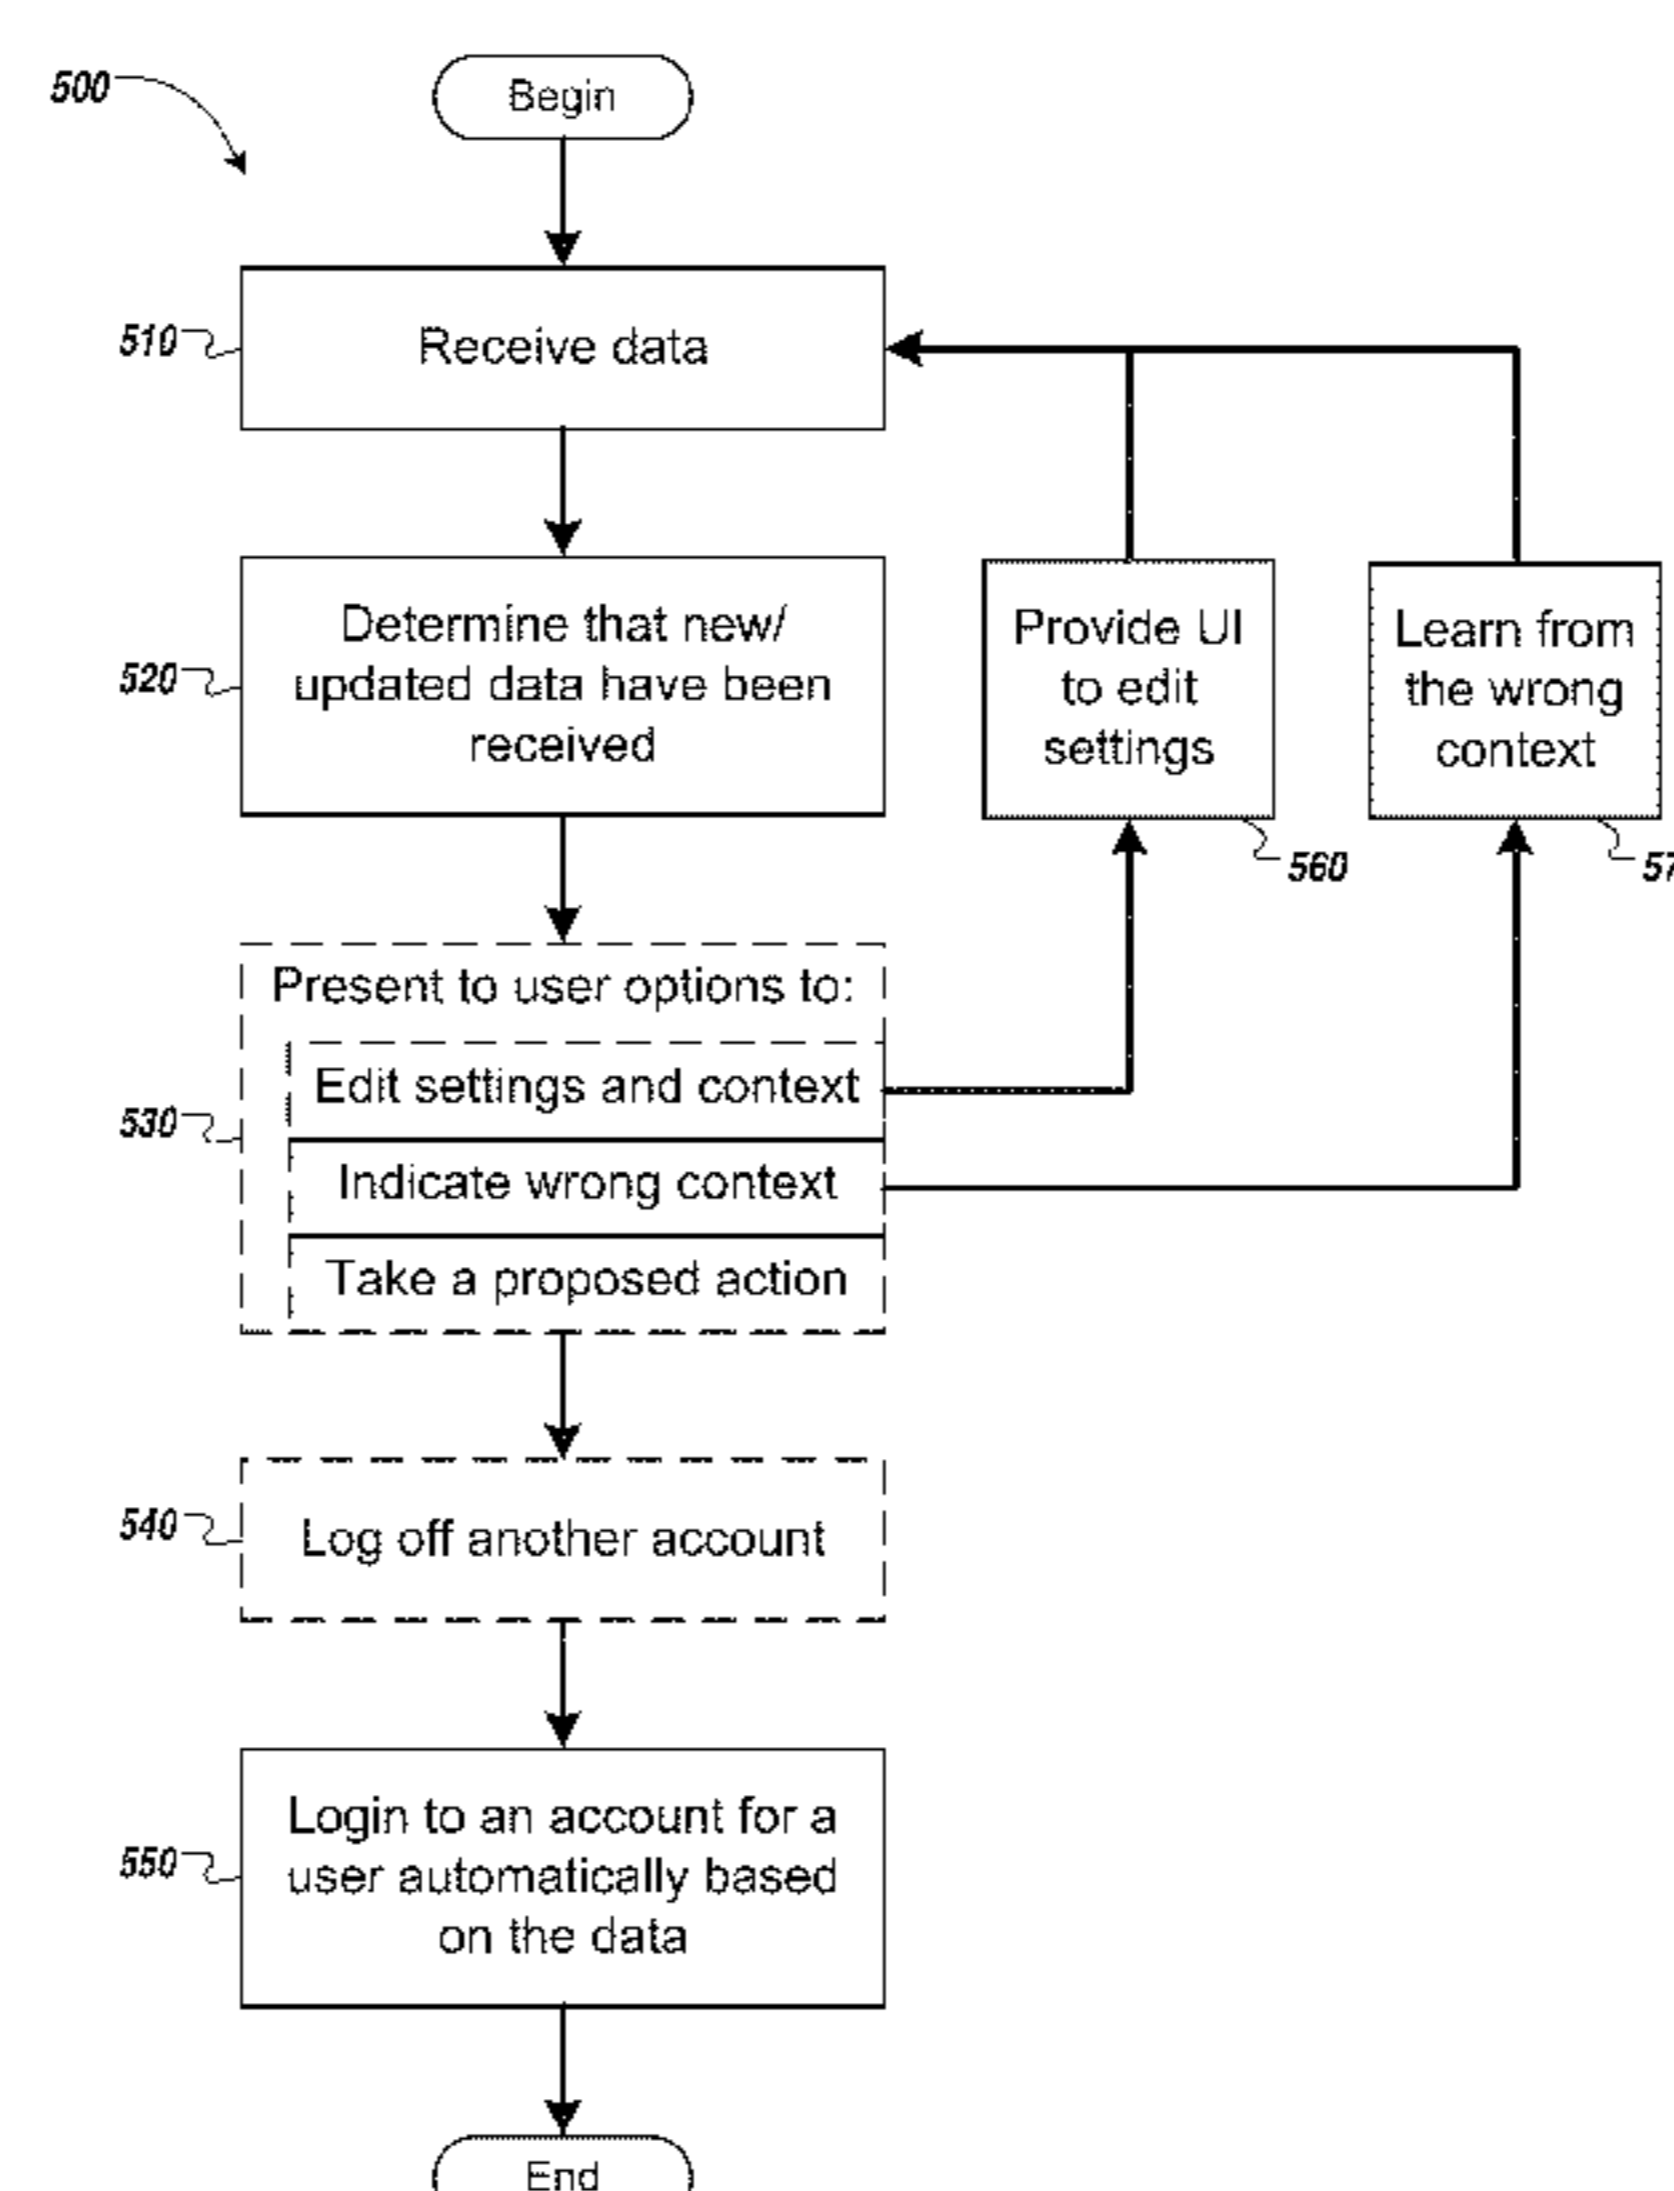 500
Begin
510
Receive data
520
Determine that new/
updated data have been
received
Provide UI
to edit
settings
560
Learn from
the wrong
context
57
530
Present to user options to:
Edit settings and context
Indicate wrong context
Take a proposed action
540
Log off another account
550
Login to an account for a
user automatically based
on the data
End